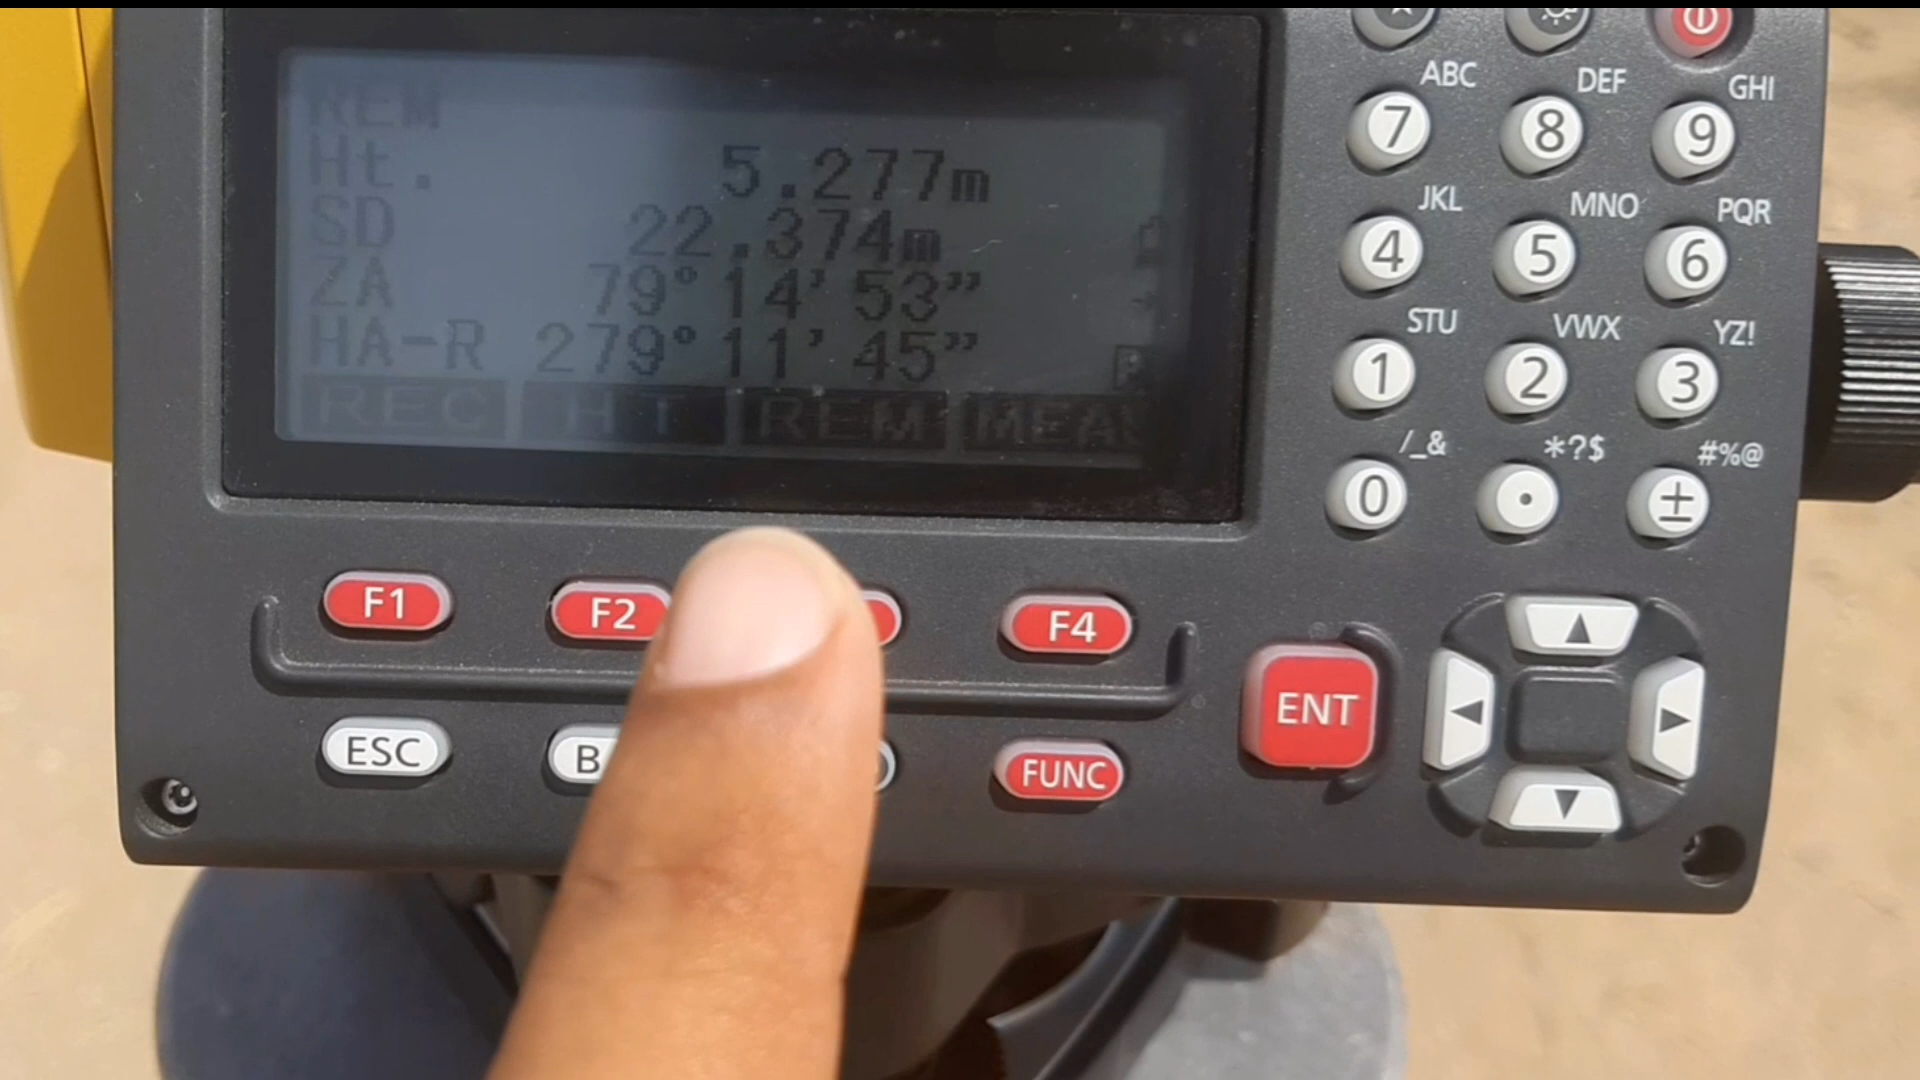 REM
Ht. 5.277m
SD 22.374m
ZA 79°14'53"
HA-R 279°11'45"
REC HT REM MEAS
ABC DEF GHI
7 8 9
JKL MNO PQR
4 5 6
STU VWX YZ!
1 2 3
/_& *?$ #%@
0 . ±
F1 F2 F4
ENT
ESC B FUNC